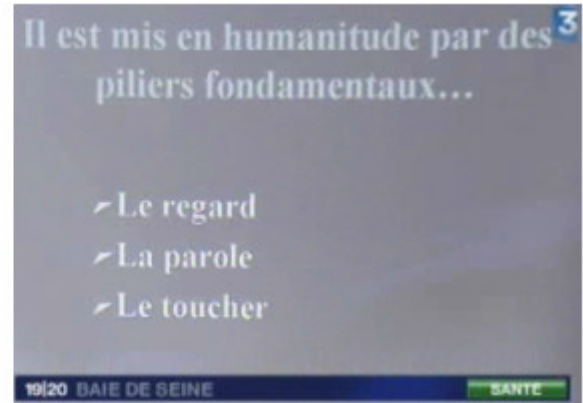 Il est mis en humanitude par des
3
piliers fondamentaux...
Le regard
La parole
Le toucher
19|20 BAIE DE SEINE
SANTÉ